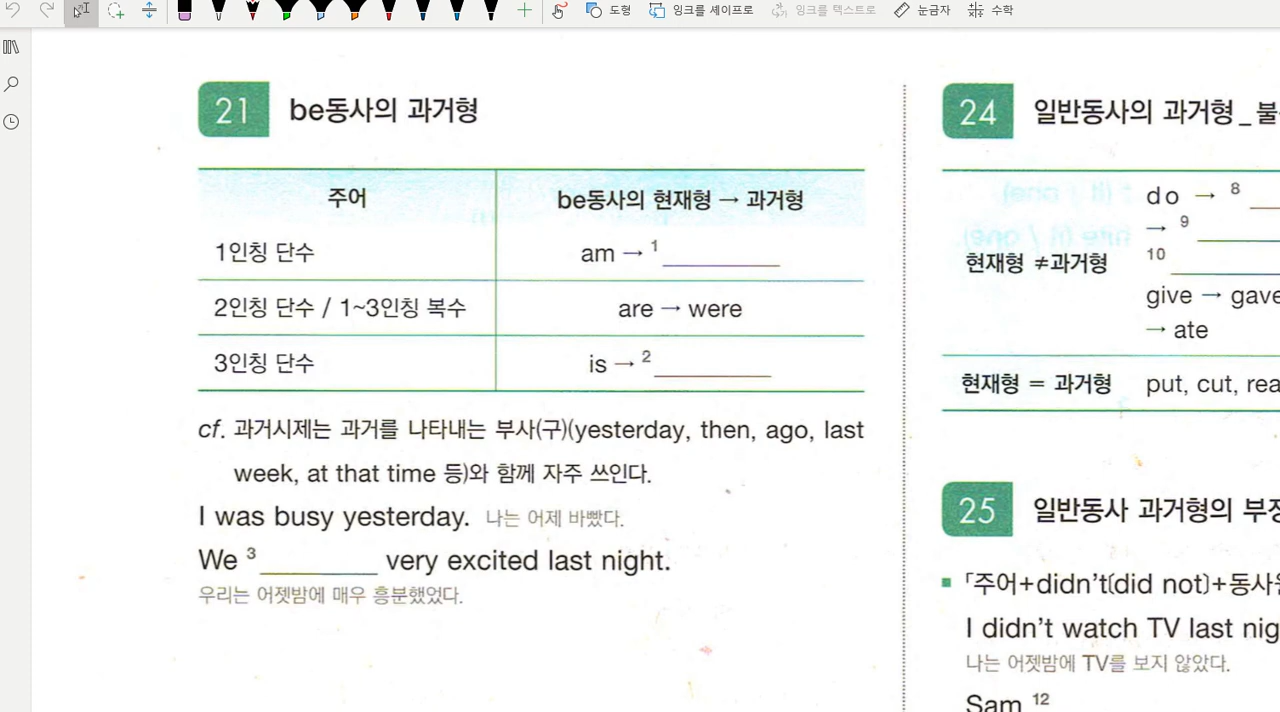 도형 잉크를 셰이프로 잉크를 텍스트로 눈금자 수학
21 be동사의 과거형
주어 be동사의 현재형 → 과거형
1인칭 단수 am → 1 ________
2인칭 단수 / 1~3인칭 복수 are → were
3인칭 단수 is → 2 ________
cf. 과거시제는 과거를 나타내는 부사(구)(yesterday, then, ago, last
week, at that time 등)와 함께 자주 쓰인다.
I was busy yesterday. 나는 어제 바빴다.
We 3 ________ very excited last night.
우리는 어젯밤에 매우 흥분했었다.
24 일반동사의 과거형_불
do → 8
→ 9
현재형 ≠과거형 10
give → gave
→ ate
현재형 = 과거형 put, cut, rea
25 일반동사 과거형의 부정
「주어+didn't(did not)+동사
I didn't watch TV last nig
나는 어젯밤에 TV를 보지 않았다.
Sam 12